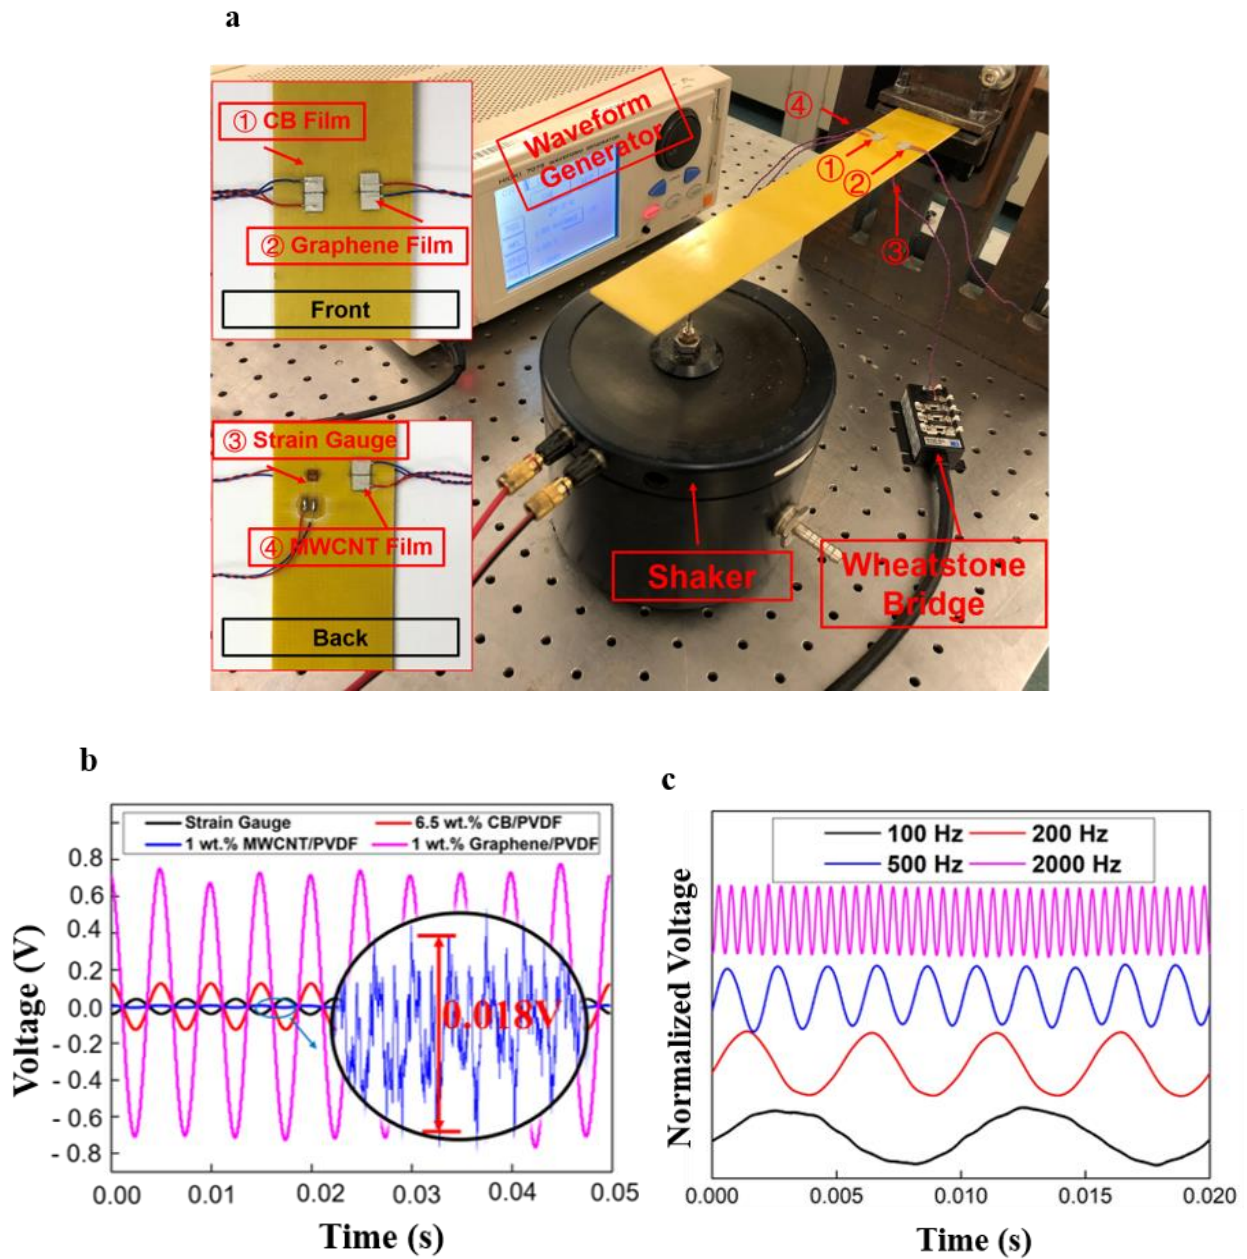 a
① CB Film
② Graphene Film
Front
③ Strain Gauge
④ MWCNT Film
Back
Waveform
Generator
④
①
②
③
Shaker
Wheatstone
Bridge
b
Strain Gauge
6.5 wt.% CB/PVDF
1 wt.% MWCNT/PVDF
1 wt.% Graphene/PVDF
0.8
0.6
0.4
0.2
0.0
- 0.2
- 0.4
- 0.6
- 0.8
Voltage (V)
0.018V
0.00
0.01
0.02
0.03
0.04
0.05
Time (s)
c
100 Hz
200 Hz
500 Hz
2000 Hz
Normalized Voltage
0.000
0.005
0.010
0.015
0.020
Time (s)